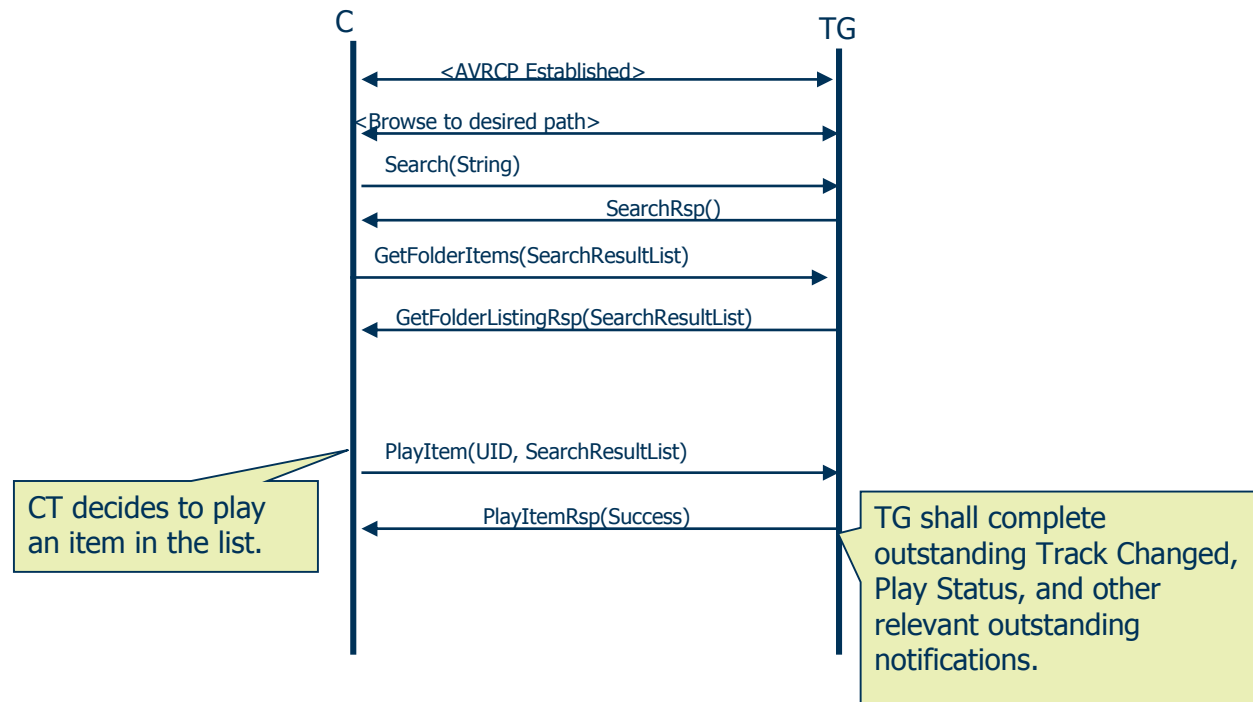 C
TG
<AVRCP Established>
<Browse to desired path>
Search(String)
SearchRsp()
GetFolderItems(SearchResultList)
GetFolderListingRsp(SearchResultList)
PlayItem(UID, SearchResultList)
CT decides to play
an item in the list.
PlayItemRsp(Success)
TG shall complete
outstanding Track Changed,
Play Status, and other
relevant outstanding
notifications.